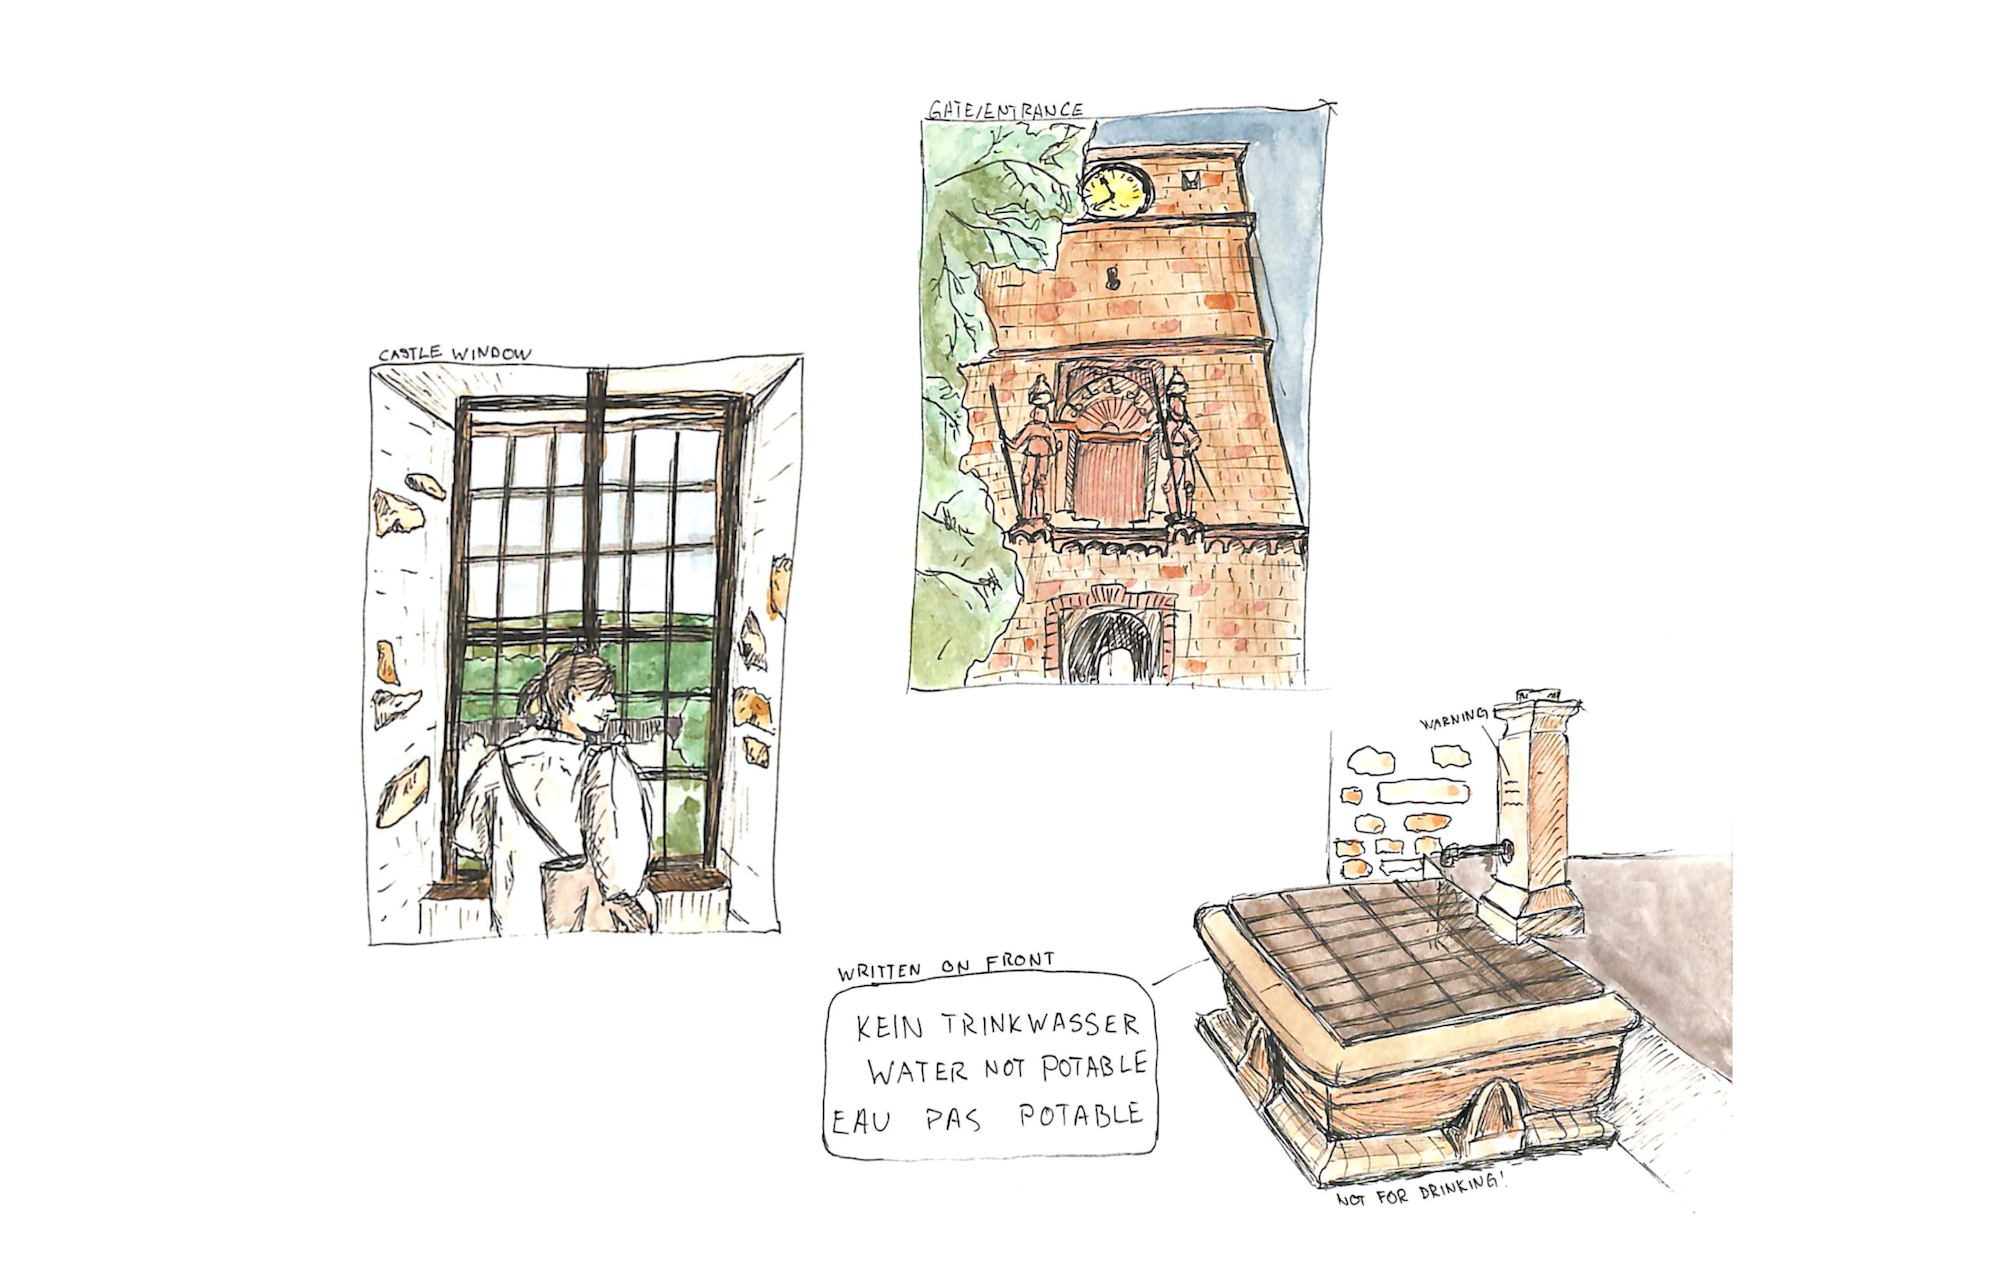 GATE/ENTRANCE
CASTLE WINDOW
WARNING
WRITTEN ON FRONT
KEIN TRINKWASSER
WATER NOT POTABLE
EAU PAS POTABLE
NOT FOR DRINKING!